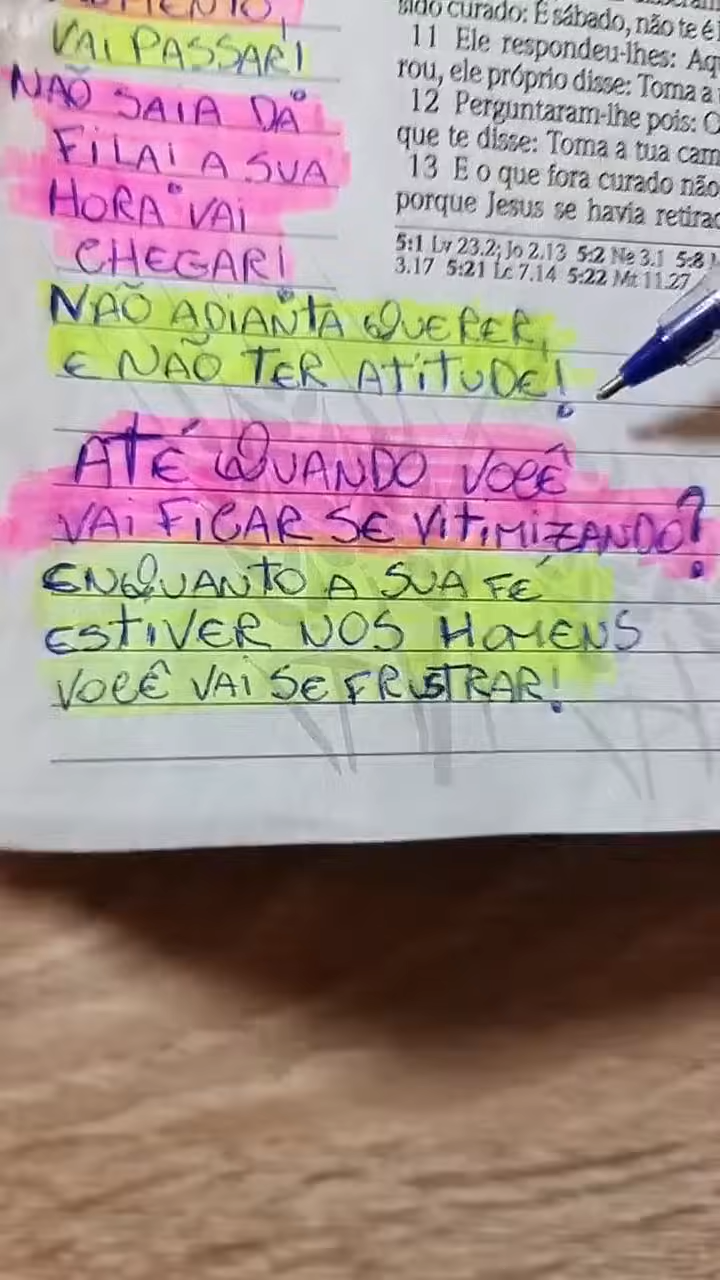 VAI PASSAR!
NÃO SAIA DA
FILA! A SUA
HORA VAI
CHEGAR!
NÃO ADIANTA QUERER,
E NÃO TER ATITUDE!
ATÉ QUANDO VOCÊ
VAI FICAR SE VITIMIZANDO?
ENQUANTO A SUA FÉ
ESTIVER NOS HOMENS
VOCÊ VAI SE FRUSTRAR!
sido curado: É sábado, não te é
11 Ele respondeu-lhes:
rou, ele próprio disse: Toma a
12 Perguntaram-lhe pois:
que te disse: Toma a tua
13 E o que fora curado não
porque Jesus se havia
5:1 Lv 23.2; Jo 2.13 5:2 Ne 3.1 5:8
3.17 5:21 Lc 7.14 5:22 Mt 11.27